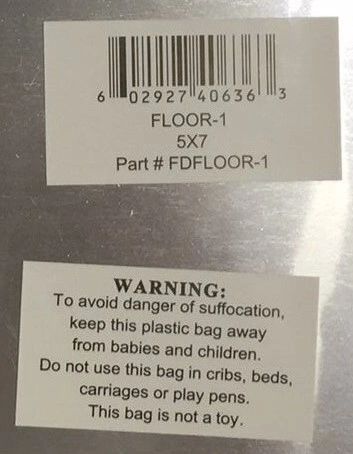 6 02927 40636 3
FLOOR-1
5X7
Part # FDFLOOR-1
WARNING:
To avoid danger of suffocation,
keep this plastic bag away
from babies and children.
Do not use this bag in cribs, beds,
carriages or play pens.
This bag is not a toy.